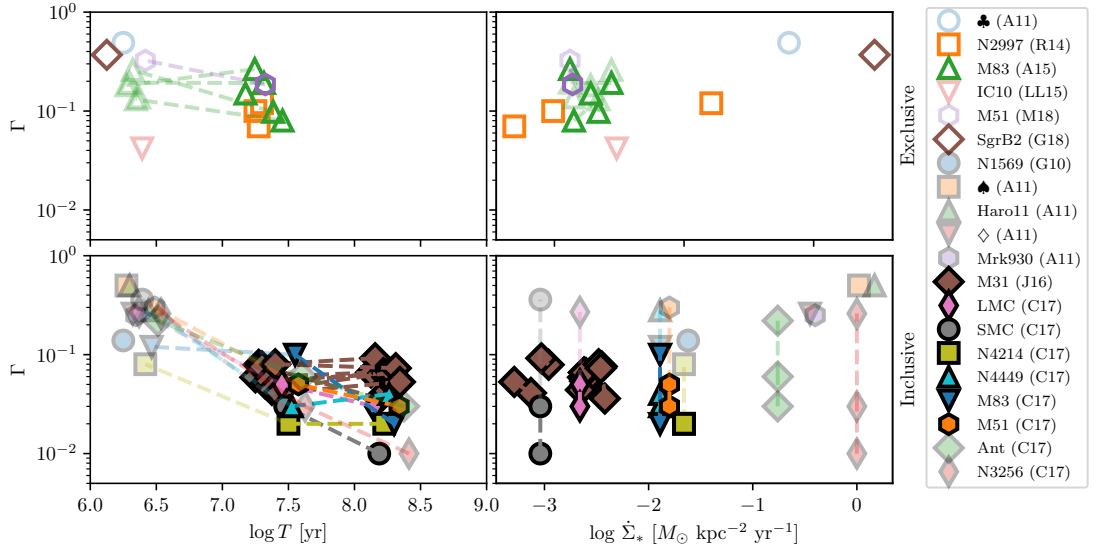 10⁰
10⁻¹
10⁻²
Γ
Exclusive
10⁰
10⁻¹
10⁻²
Γ
Inclusive
6.0 6.5 7.0 7.5 8.0 8.5 9.0
log T [yr]
−3 −2 −1 0
log Σ̇* [M⊙ kpc⁻² yr⁻¹]
♣ (A11)
N2997 (R14)
M83 (A15)
IC10 (LL15)
M51 (M18)
SgrB2 (G18)
N1569 (G10)
♠ (A11)
Haro11 (A11)
♢ (A11)
Mrk930 (A11)
M31 (J16)
LMC (C17)
SMC (C17)
N4214 (C17)
N4449 (C17)
M83 (C17)
M51 (C17)
Ant (C17)
N3256 (C17)